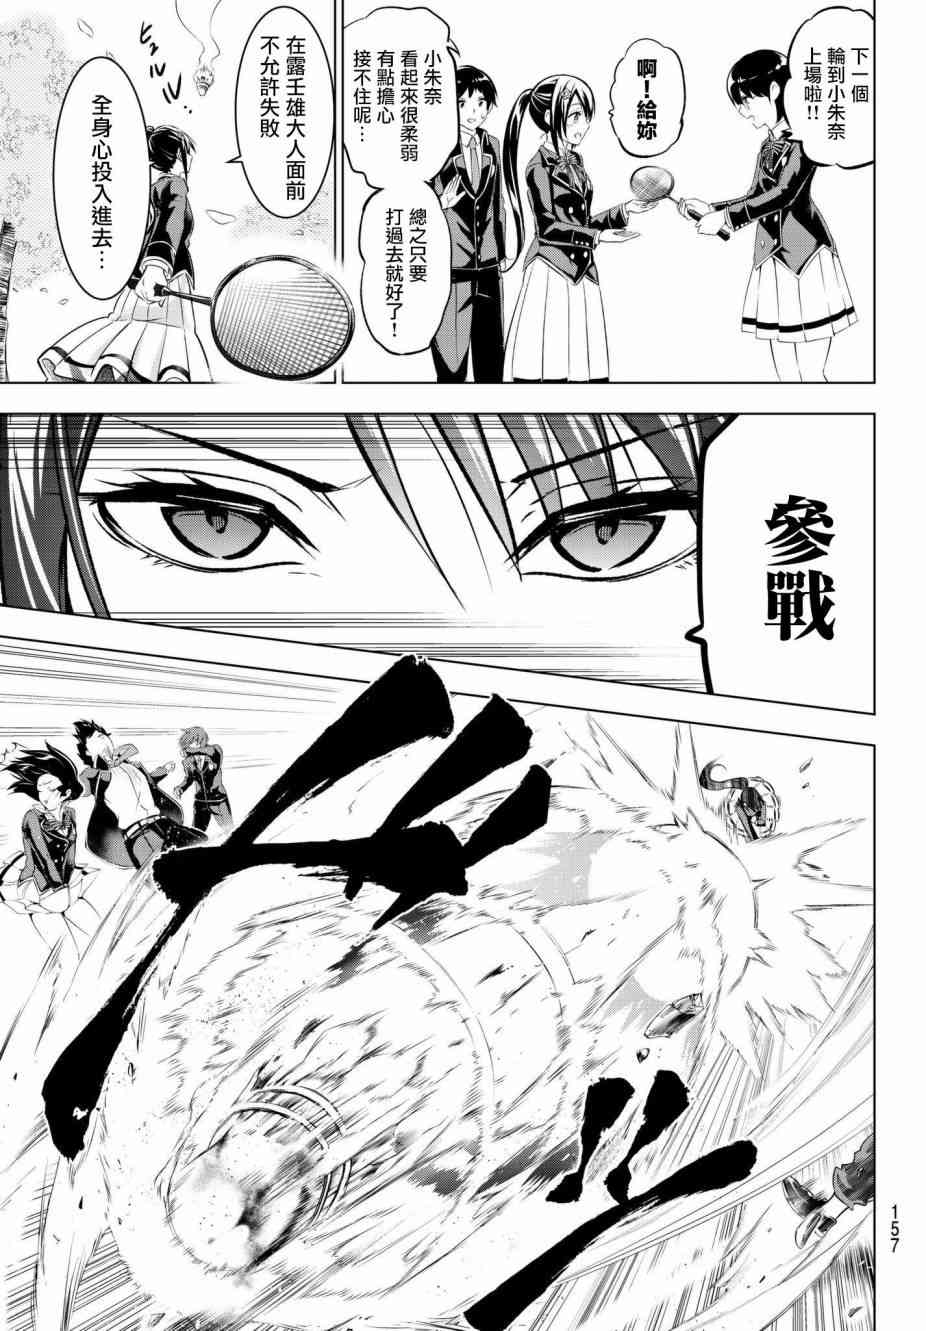 下一個
輪到小朱奈
上場啦!!
啊!給妳
小朱奈
看起來很柔弱
有點擔心
接不住呢…
總之只要
打過去就好了!
在露壬雄大人面前
不允許失敗
全身心投入進去…
ヒュルル
參戰
157